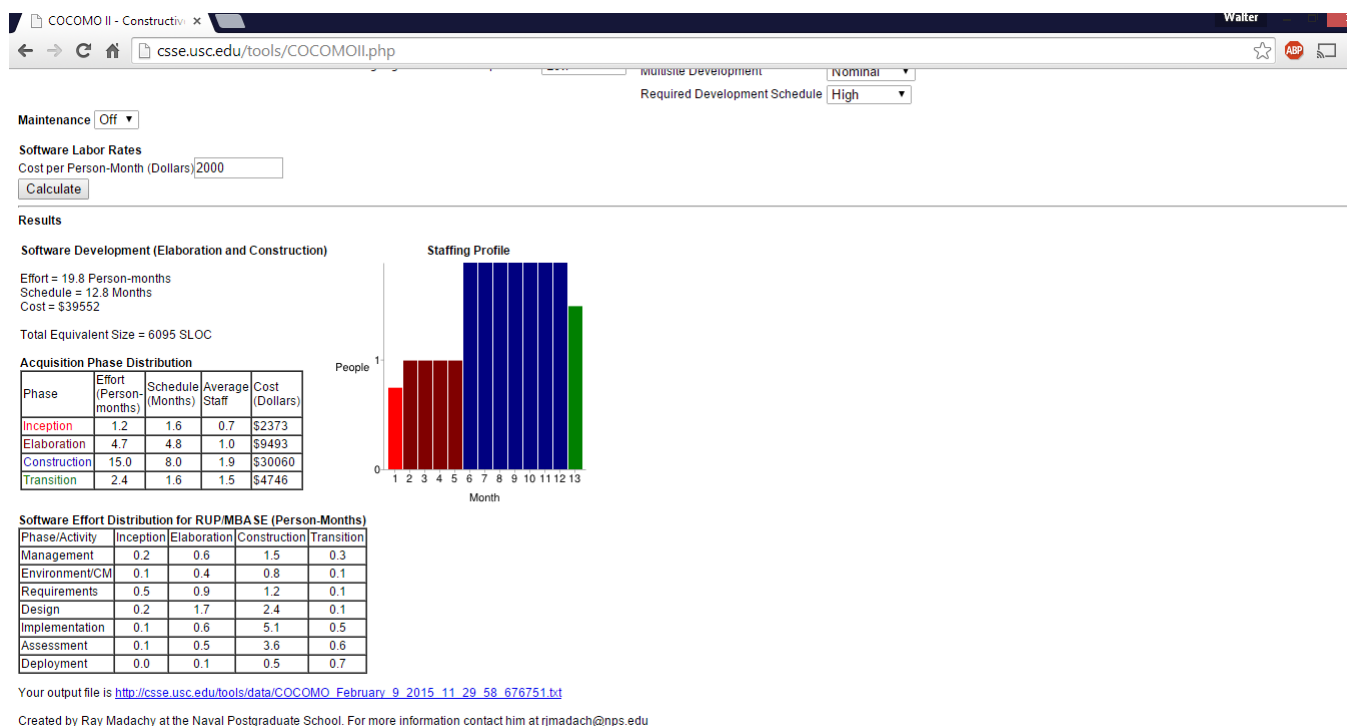 COCOMO II - Constructiv
Walter
csse.usc.edu/tools/COCOMOII.php
ABP
Multisite Development Nominal
Required Development Schedule High
Maintenance Off
Software Labor Rates
Cost per Person-Month (Dollars) 2000
Calculate
Results
Software Development (Elaboration and Construction)
Effort = 19.8 Person-months
Schedule = 12.8 Months
Cost = $39552
Total Equivalent Size = 6095 SLOC
Acquisition Phase Distribution
Phase Effort (Person-months) Schedule (Months) Average Staff Cost (Dollars)
Inception 1.2 1.6 0.7 $2373
Elaboration 4.7 4.8 1.0 $9493
Construction 15.0 8.0 1.9 $30060
Transition 2.4 1.6 1.5 $4746
Staffing Profile
People
1
0
1 2 3 4 5 6 7 8 9 10 11 12 13
Month
Software Effort Distribution for RUP/MBASE (Person-Months)
Phase/Activity Inception Elaboration Construction Transition
Management 0.2 0.6 1.5 0.3
Environment/CM 0.1 0.4 0.8 0.1
Requirements 0.5 0.9 1.2 0.1
Design 0.2 1.7 2.4 0.1
Implementation 0.1 0.6 5.1 0.5
Assessment 0.1 0.5 3.6 0.6
Deployment 0.0 0.1 0.5 0.7
Your output file is http://csse.usc.edu/tools/data/COCOMO_February_9_2015_11_29_58_676751.txt
Created by Ray Madachy at the Naval Postgraduate School. For more information contact him at rjmadach@nps.edu